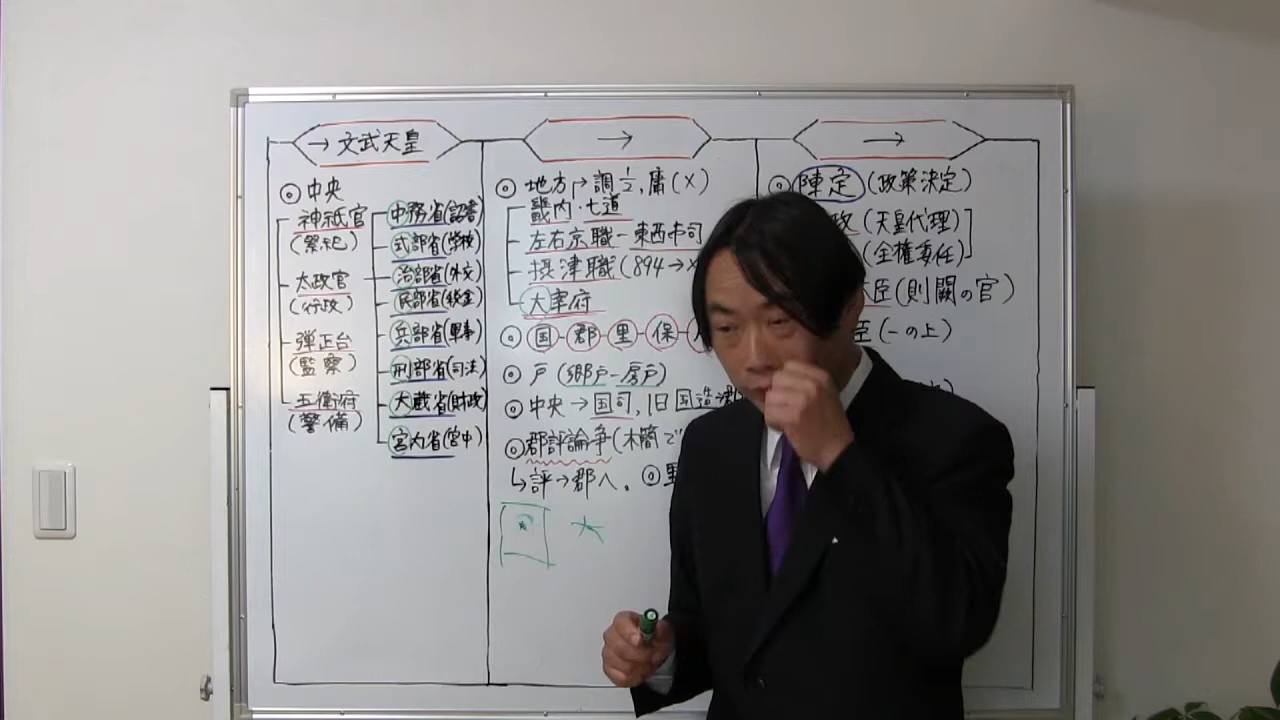 → 文武天皇
◎ 中央
神祇官
(祭祀)
太政官
(行政)
弾正台
(監察)
五衛府
(警備)
中務省(詔書)
式部省(学校)
治部省(外交)
民部省(税金)
兵部省(軍事)
刑部省(司法)
大蔵省(財政)
宮内省(宮中)
→
◎ 地方→調1/2,庸(×)
畿内・七道
左右京職-東西市司
摂津職(894→
大宰府
◎ 国-郡-里-保-
◎ 戸(郷戸-房戸)
◎ 中央→国司,旧国造
◎ 郡評論争(木簡で
↳評→郡へ。◎里
大
→
◎ 陣定(政策決定)
政(天皇代理)
(全権委任)
大臣(則闕の官)
臣(一の上)